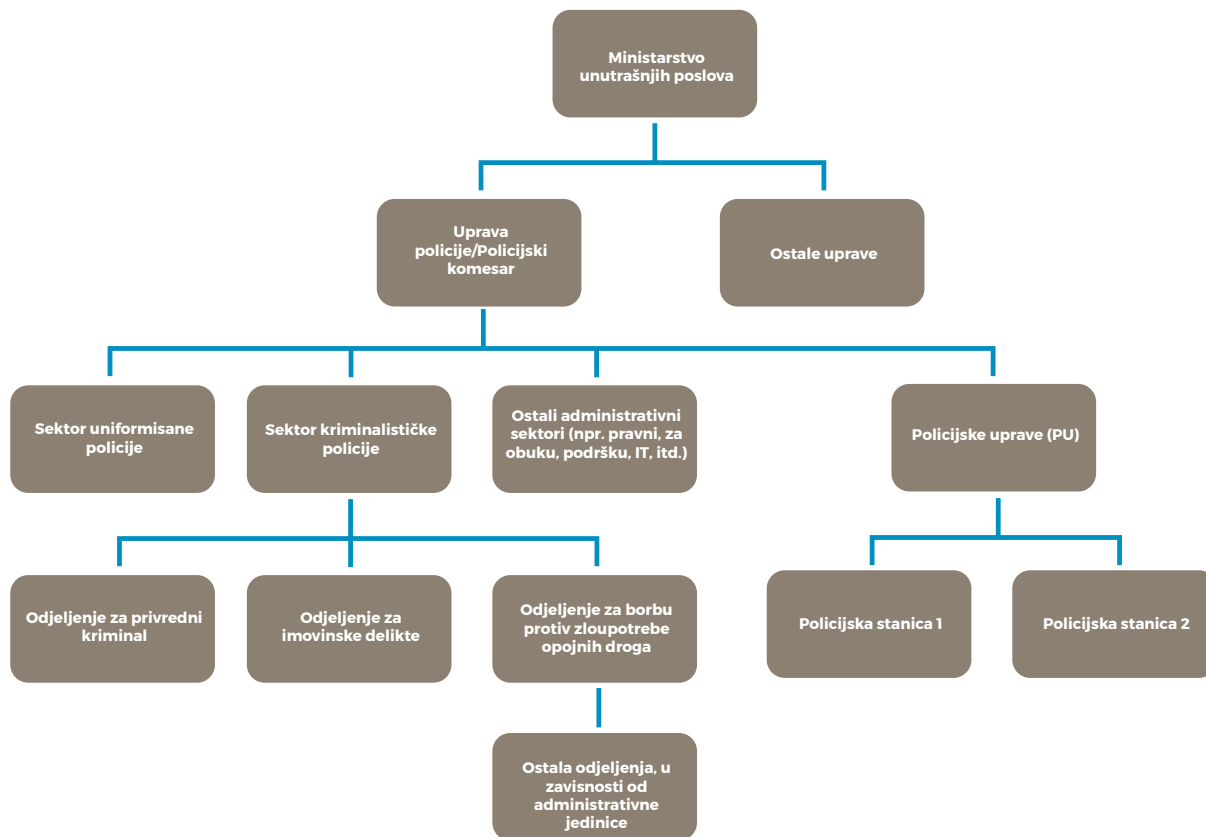 Ministarstvo
unutrašnjih poslova
Uprava
policije/Policijski
komesar
Ostale uprave
Sektor uniformisane
policije
Sektor kriminalističke
policije
Ostali administrativni
sektori (npr. pravni, za
obuku, podršku, IT, itd.)
Policijske uprave (PU)
Odjeljenje za privredni
kriminal
Odjeljenje za
imovinske delikte
Odjeljenje za borbu
protiv zloupotrebe
opojnih droga
Policijska stanica 1
Policijska stanica 2
Ostala odjeljenja, u
zavisnosti od
administrativne
jedinice